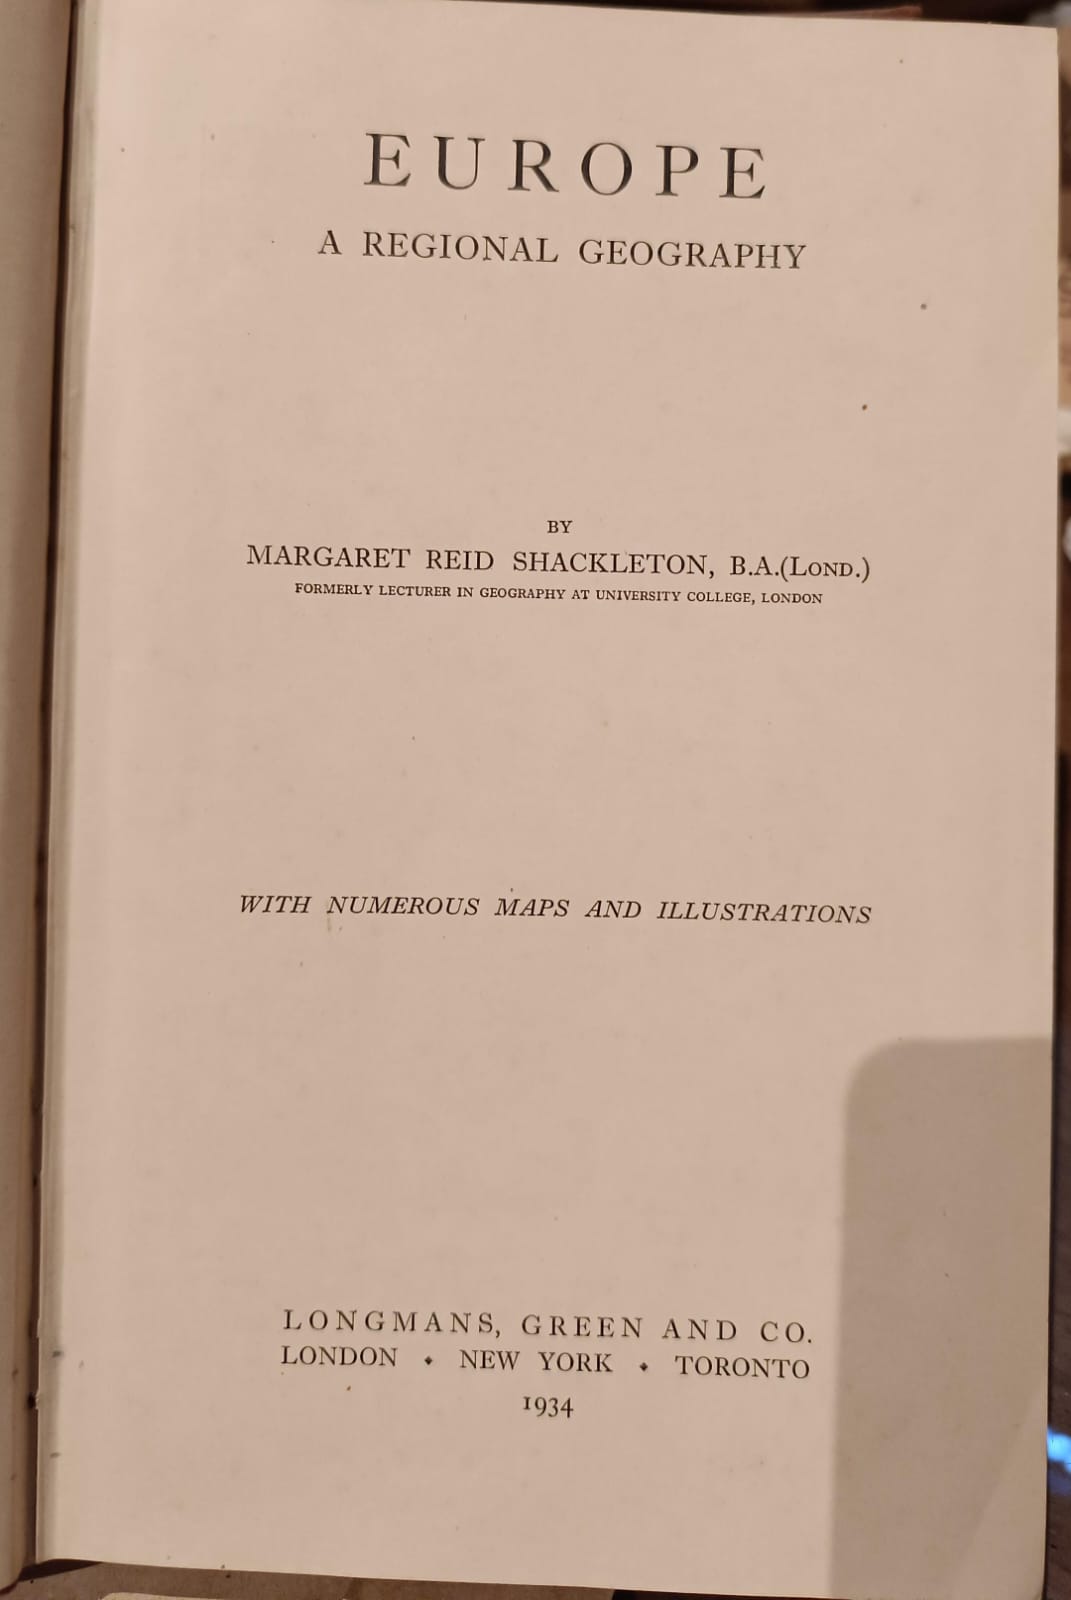 EUROPE
A REGIONAL GEOGRAPHY
BY
MARGARET REID SHACKLETON, B.A.(LOND.)
FORMERLY LECTURER IN GEOGRAPHY AT UNIVERSITY COLLEGE, LONDON
WITH NUMEROUS MAPS AND ILLUSTRATIONS
LONGMANS, GREEN AND CO.
LONDON ⬩ NEW YORK ⬩ TORONTO
1934